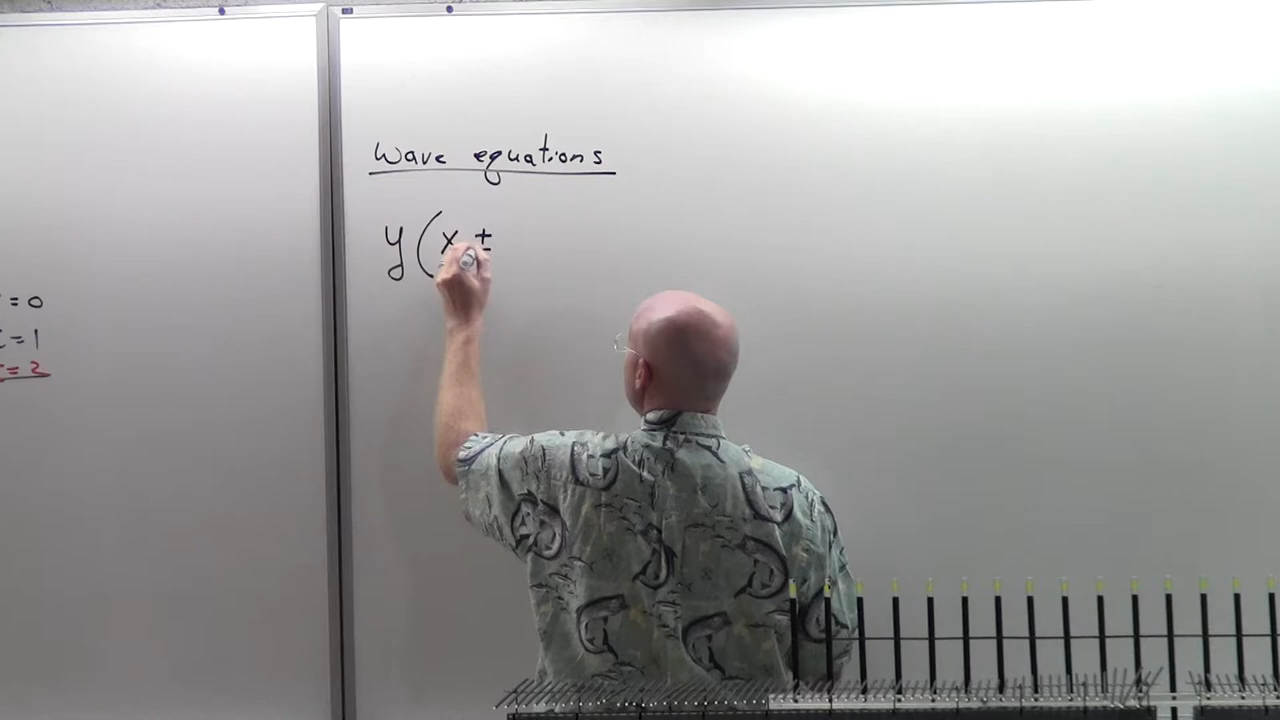 = 0
= 1
= 2
Wave equations
y(x ±